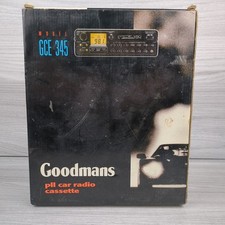 MODEL
GCE 345
Goodmans
pll car radio
cassette